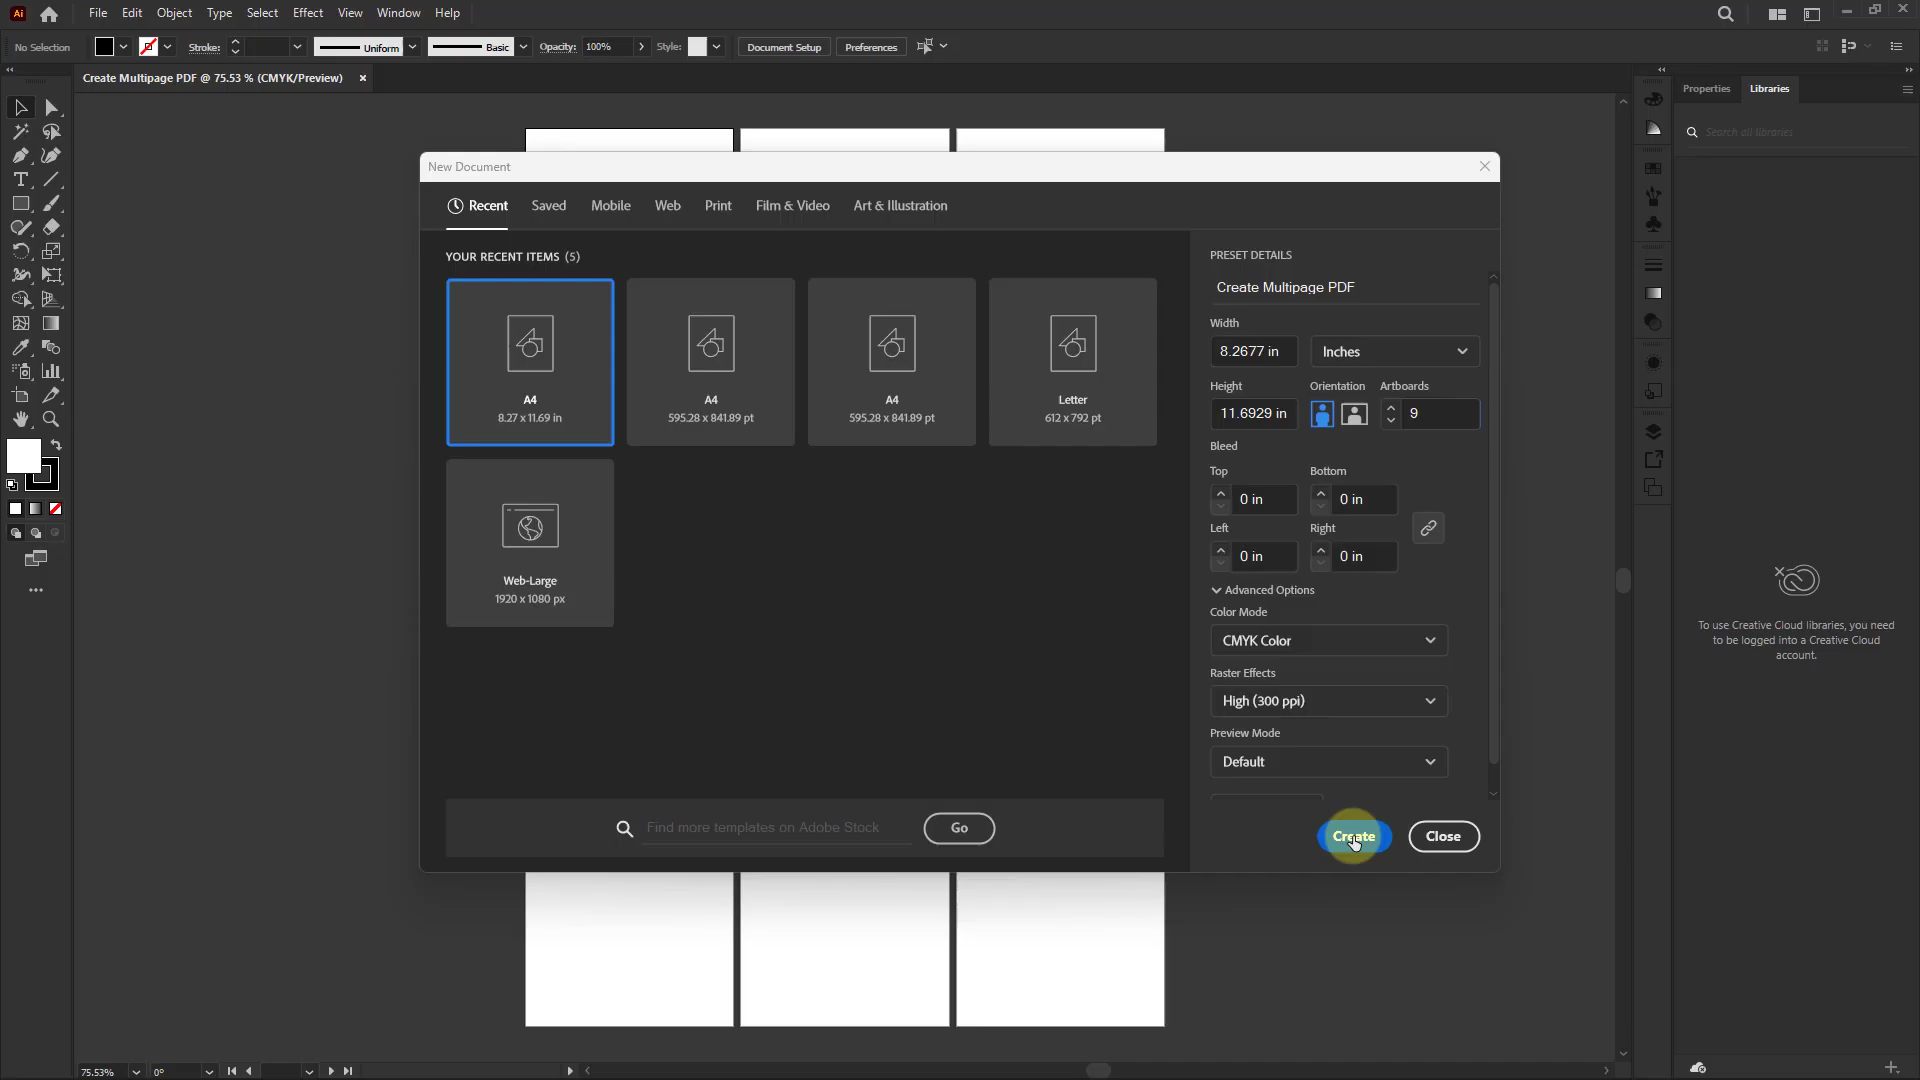 Ai File Edit Object Type Select Effect View Window Help
No Selection Stroke: Uniform Basic Opacity: 100% Style: Document Setup Preferences
Create Multipage PDF @ 75.53 % (CMYK/Preview) ×
Properties Libraries
Search all libraries
New Document
Recent Saved Mobile Web Print Film & Video Art & Illustration
YOUR RECENT ITEMS (5)
A4
8.27 x 11.69 in
A4
595.28 x 841.89 pt
A4
595.28 x 841.89 pt
Letter
612 x 792 pt
Web-Large
1920 x 1080 px
Find more templates on Adobe Stock Go
PRESET DETAILS
Create Multipage PDF
Width
8.2677 in Inches
Height Orientation Artboards
11.6929 in 9
Bleed
Top Bottom
0 in 0 in
Left Right
0 in 0 in
Advanced Options
Color Mode
CMYK Color
Raster Effects
High (300 ppi)
Preview Mode
Default
Create Close
To use Creative Cloud libraries, you need
to be logged into a Creative Cloud
account.
75.53% 0°